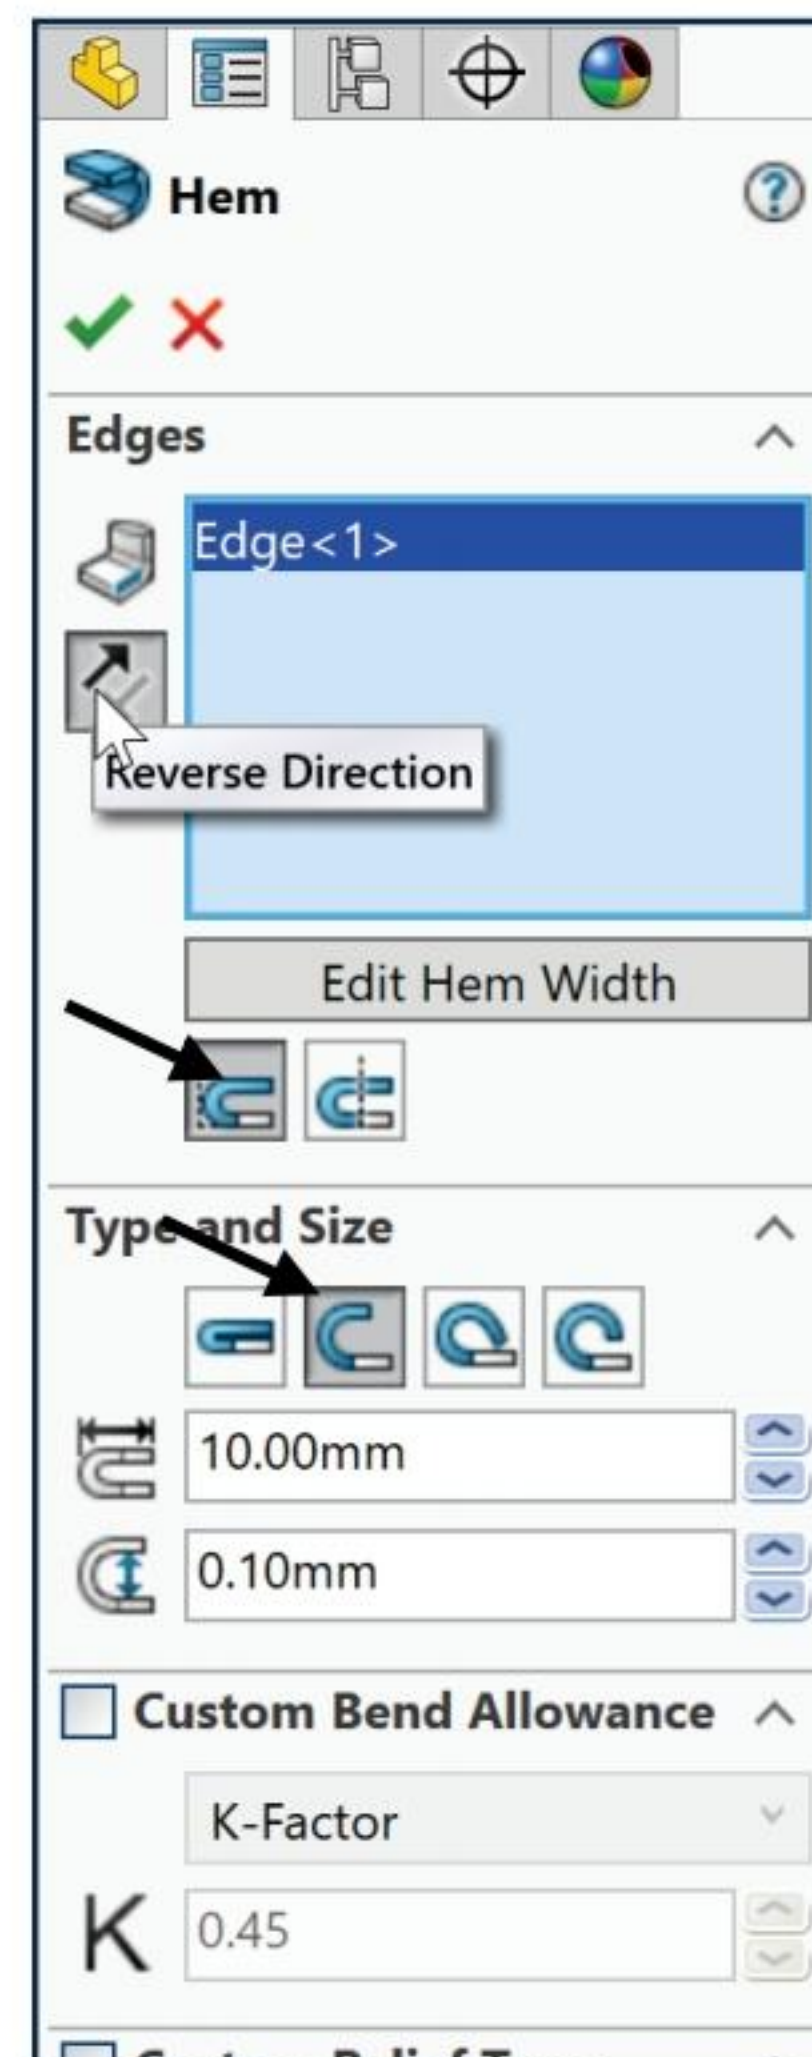 Hem
Edges
Edge<1>
Reverse Direction
Edit Hem Width
Type and Size
10.00mm
0.10mm
Custom Bend Allowance
K-Factor
K
0.45